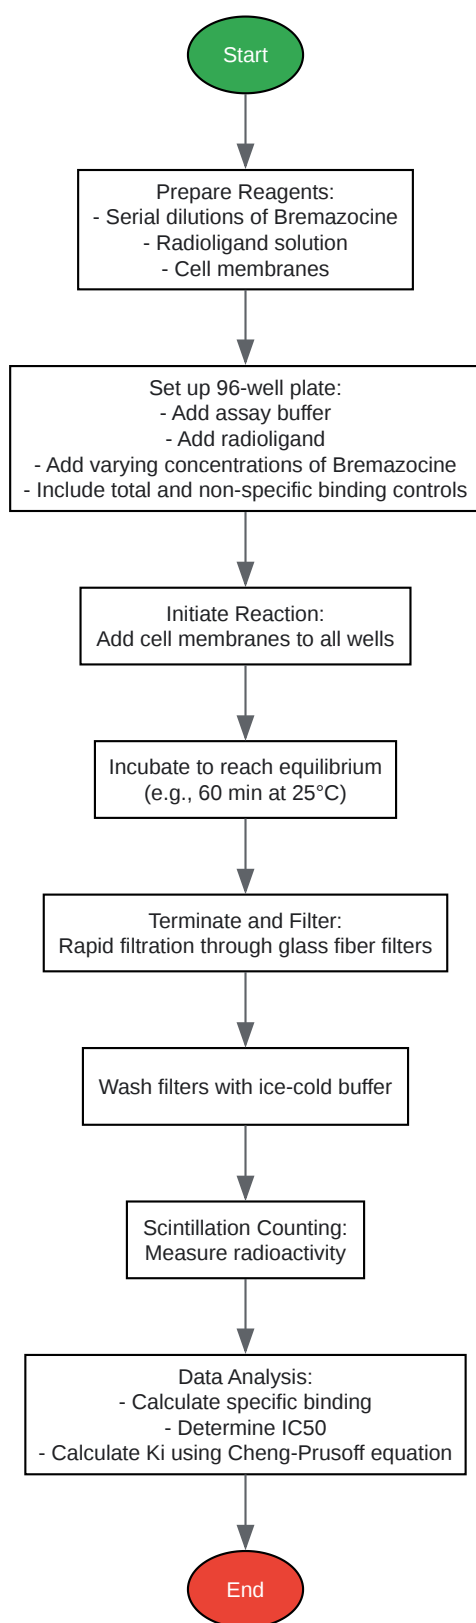 Start
Prepare Reagents:
- Serial dilutions of Bremazocine
- Radioligand solution
- Cell membranes
Set up 96-well plate:
- Add assay buffer
- Add radioligand
- Add varying concentrations of Bremazocine
- Include total and non-specific binding controls
Initiate Reaction:
Add cell membranes to all wells
Incubate to reach equilibrium
(e.g., 60 min at 25°C)
Terminate and Filter:
Rapid filtration through glass fiber filters
Wash filters with ice-cold buffer
Scintillation Counting:
Measure radioactivity
Data Analysis:
- Calculate specific binding
- Determine IC50
- Calculate Ki using Cheng-Prusoff equation
End